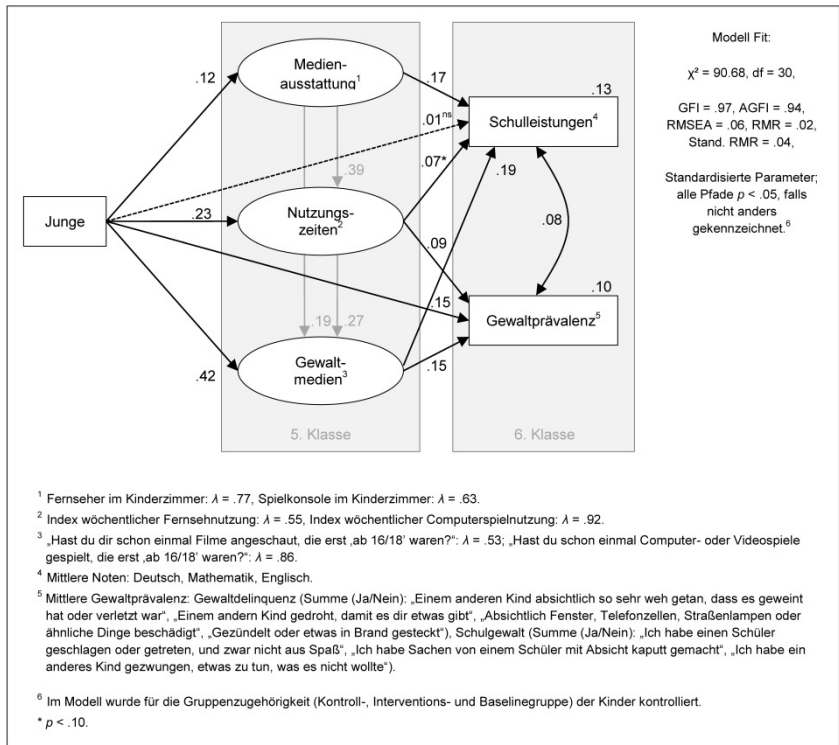 Medien-
ausstattung¹
Modell Fit:
χ² = 90.68, df = 30,
GFI = .97, AGFI = .94,
RMSEA = .06, RMR = .02,
Stand. RMR = .04,
Standardisierte Parameter;
alle Pfade p < .05, falls
nicht anders
gekennzeichnet.⁶
.12
.17
.13
.01ⁿˢ
Schulleistungen⁴
.07*
.39
.19
Junge
.23
Nutzungs-
zeiten²
.08
.09
.10
.15
Gewaltprävalenz⁵
.19
.27
.15
.42
Gewalt-
medien³
5. Klasse
6. Klasse
¹ Fernseher im Kinderzimmer: λ = .77, Spielkonsole im Kinderzimmer: λ = .63.
² Index wöchentlicher Fernsehnutzung: λ = .55, Index wöchentlicher Computerspielnutzung: λ = .92.
³ „Hast du dir schon einmal Filme angeschaut, die erst ‚ab 16/18’ waren?“: λ = .53; „Hast du schon einmal Computer- oder Videospiele
gespielt, die erst ‚ab 16/18’ waren?“: λ = .86.
⁴ Mittlere Noten: Deutsch, Mathematik, Englisch.
⁵ Mittlere Gewaltprävalenz: Gewaltdelinquenz (Summe (Ja/Nein): „Einem anderen Kind absichtlich so sehr weh getan, dass es geweint
hat oder verletzt war“, „Einem andern Kind gedroht, damit es dir etwas gibt“, „Absichtlich Fenster, Telefonzellen, Straßenlampen oder
ähnliche Dinge beschädigt“, „Gezündelt oder etwas in Brand gesteckt“), Schulgewalt (Summe (Ja/Nein): „Ich habe einen Schüler
geschlagen oder getreten, und zwar nicht aus Spaß“, „Ich habe Sachen von einem Schüler mit Absicht kaputt gemacht“, „Ich habe ein
anderes Kind gezwungen, etwas zu tun, was es nicht wollte“).
⁶ Im Modell wurde für die Gruppenzugehörigkeit (Kontroll-, Interventions- und Baselinegruppe) der Kinder kontrolliert.
* p < .10.